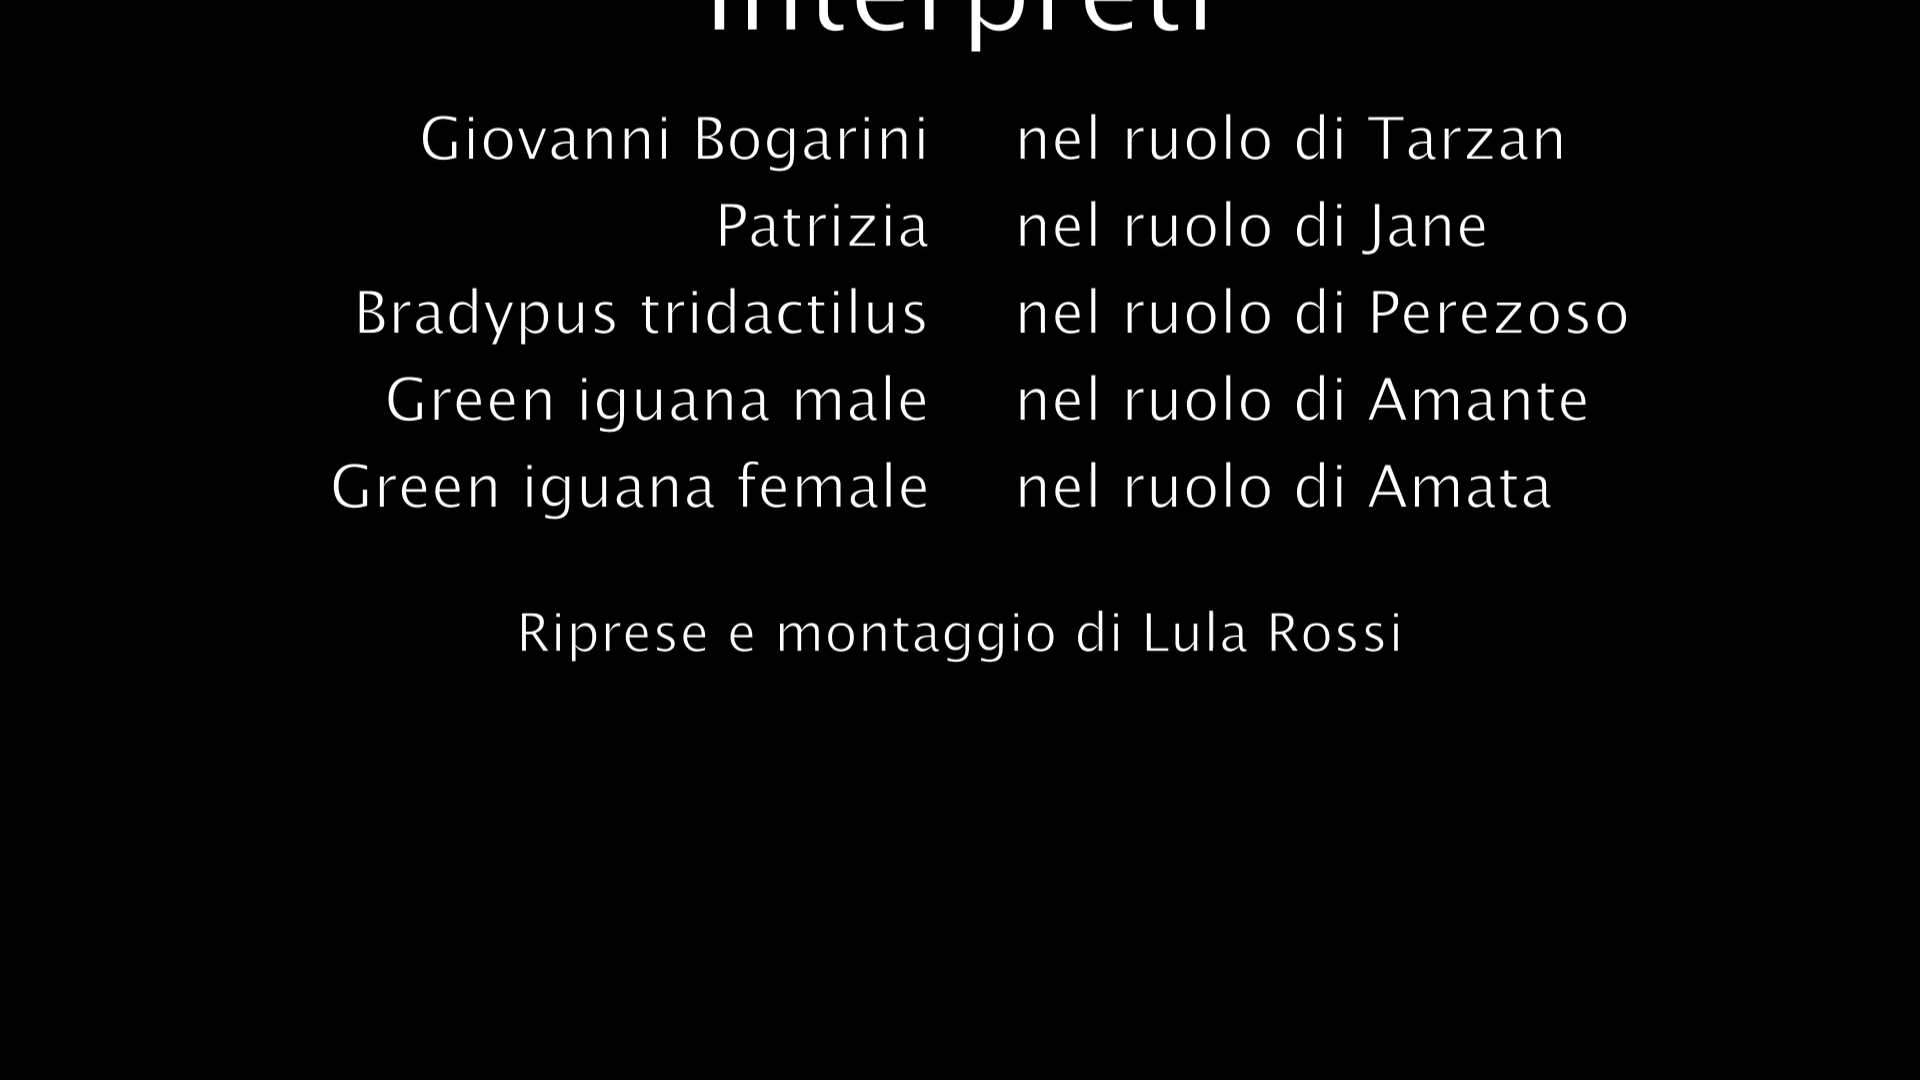 Interpreti
Giovanni Bogarini nel ruolo di Tarzan
Patrizia nel ruolo di Jane
Bradypus tridactilus nel ruolo di Perezoso
Green iguana male nel ruolo di Amante
Green iguana female nel ruolo di Amata
Riprese e montaggio di Lula Rossi